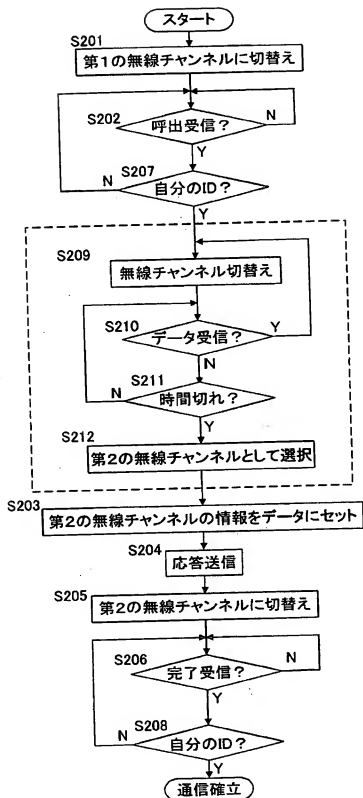 スタート
S201
第1の無線チャンネルに切替え
S202
呼出受信?
N
Y
S207
自分のID?
N
Y
S209
無線チャンネル切替え
S210
データ受信?
Y
N
S211
時間切れ?
N
Y
S212
第2の無線チャンネルとして選択
S203
第2の無線チャンネルの情報をデータにセット
S204
応答送信
S205
第2の無線チャンネルに切替え
S206
完了受信?
N
Y
S208
自分のID?
N
Y
通信確立